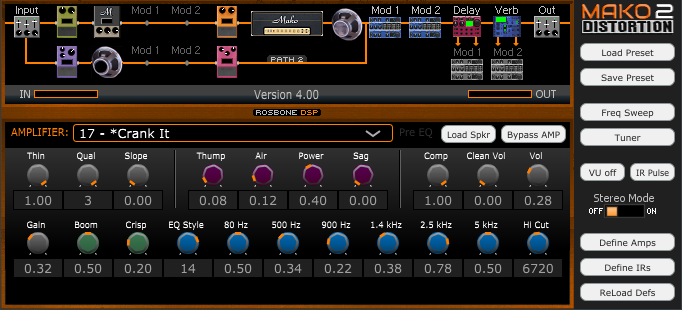 Input Mod 1 Mod 2 Mod 1 Mod 2 Delay Verb Out
M Mako
Mod 1 Mod 2 PATH 2 Mod 1 Mod 2
IN Version 4.00 OUT
ROSBONE DSP
AMPLIFIER: 17 - *Crank It Pre EQ Load Spkr Bypass AMP
Thin Qual Slope Thump Air Power Sag Comp Clean Vol Vol
1.00 3 0.00 0.08 0.12 0.40 0.00 1.00 0.00 0.28
Gain Boom Crisp EQ Style 80 Hz 500 Hz 900 Hz 1.4 kHz 2.5 kHz 5 kHz Hi Cut
0.32 0.50 0.20 14 0.50 0.34 0.22 0.38 0.78 0.50 6720
MAKO 2
DISTORTION
Load Preset
Save Preset
Freq Sweep
Tuner
VU off IR Pulse
Stereo Mode
OFF ON
Define Amps
Define IRs
ReLoad Defs